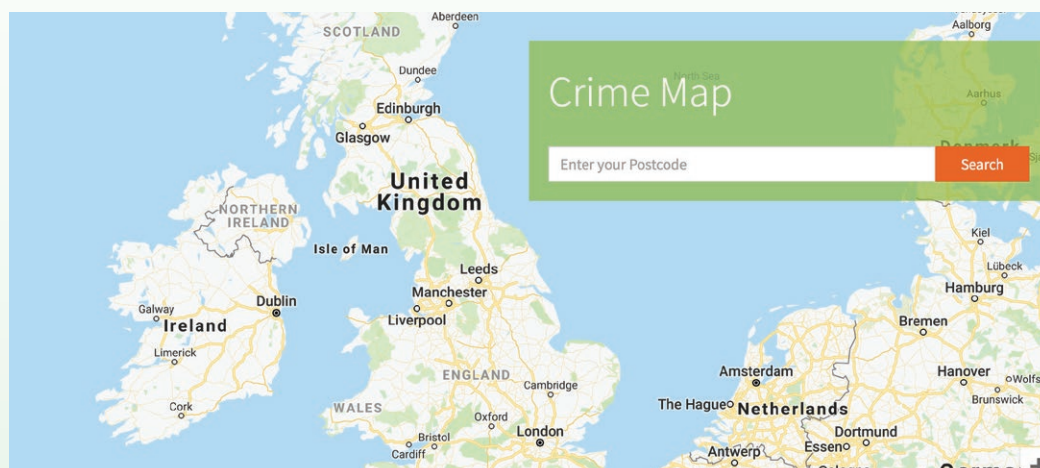 Aberdeen
SCOTLAND
Aalborg
Dundee
North Sea
Crime Map
Aarhus
Edinburgh
Glasgow
Denmark
Enter your Postcode
Search
United
Kingdom
NORTHERN
IRELAND
Isle of Man
Kiel
Leeds
Lübeck
Manchester
Hamburg
Dublin
Galway
Liverpool
Ireland
Bremen
Limerick
Amsterdam
Hanover
ENGLAND
Cambridge
Wolfs
Brunswick
The Hague
Netherlands
Cork
WALES
Oxford
Bristol
London
Dortmund
Essen
Cardiff
Antwerp